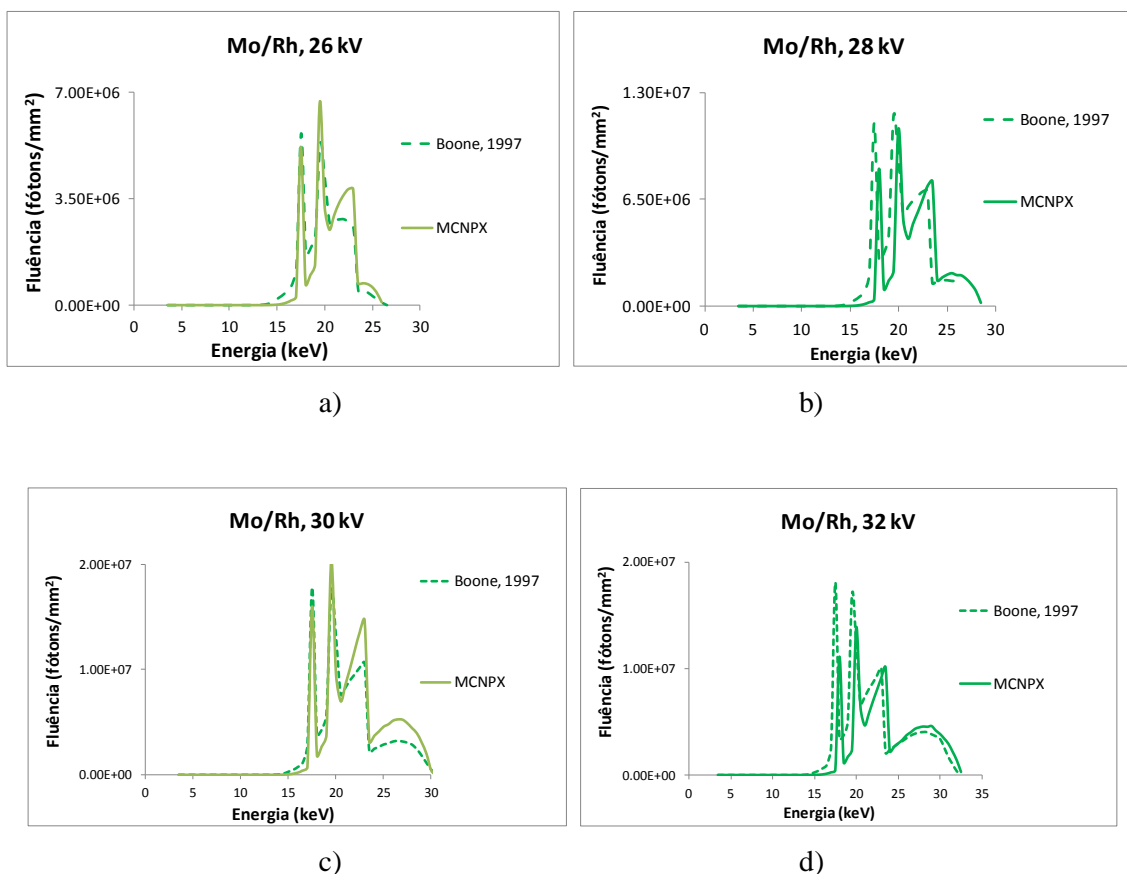 Mo/Rh, 26 kV
Fluência (fótons/mm²)
7.00E+06
3.50E+06
0.00E+00
0 5 10 15 20 25 30
Energia (keV)
Boone, 1997
MCNPX
a)
Mo/Rh, 28 kV
Fluência (fótons/mm²)
1.30E+07
6.50E+06
0.00E+00
0 5 10 15 20 25 30
Energia (keV)
Boone, 1997
MCNPX
b)
Mo/Rh, 30 kV
Fluência (fótons/mm²)
2.00E+07
1.00E+07
0.00E+00
0 5 10 15 20 25 30
Energia (keV)
Boone, 1997
MCNPX
c)
Mo/Rh, 32 kV
Fluência (fótons/mm²)
2.00E+07
1.00E+07
0.00E+00
0 5 10 15 20 25 30 35
Energia (keV)
Boone, 1997
MCNPX
d)